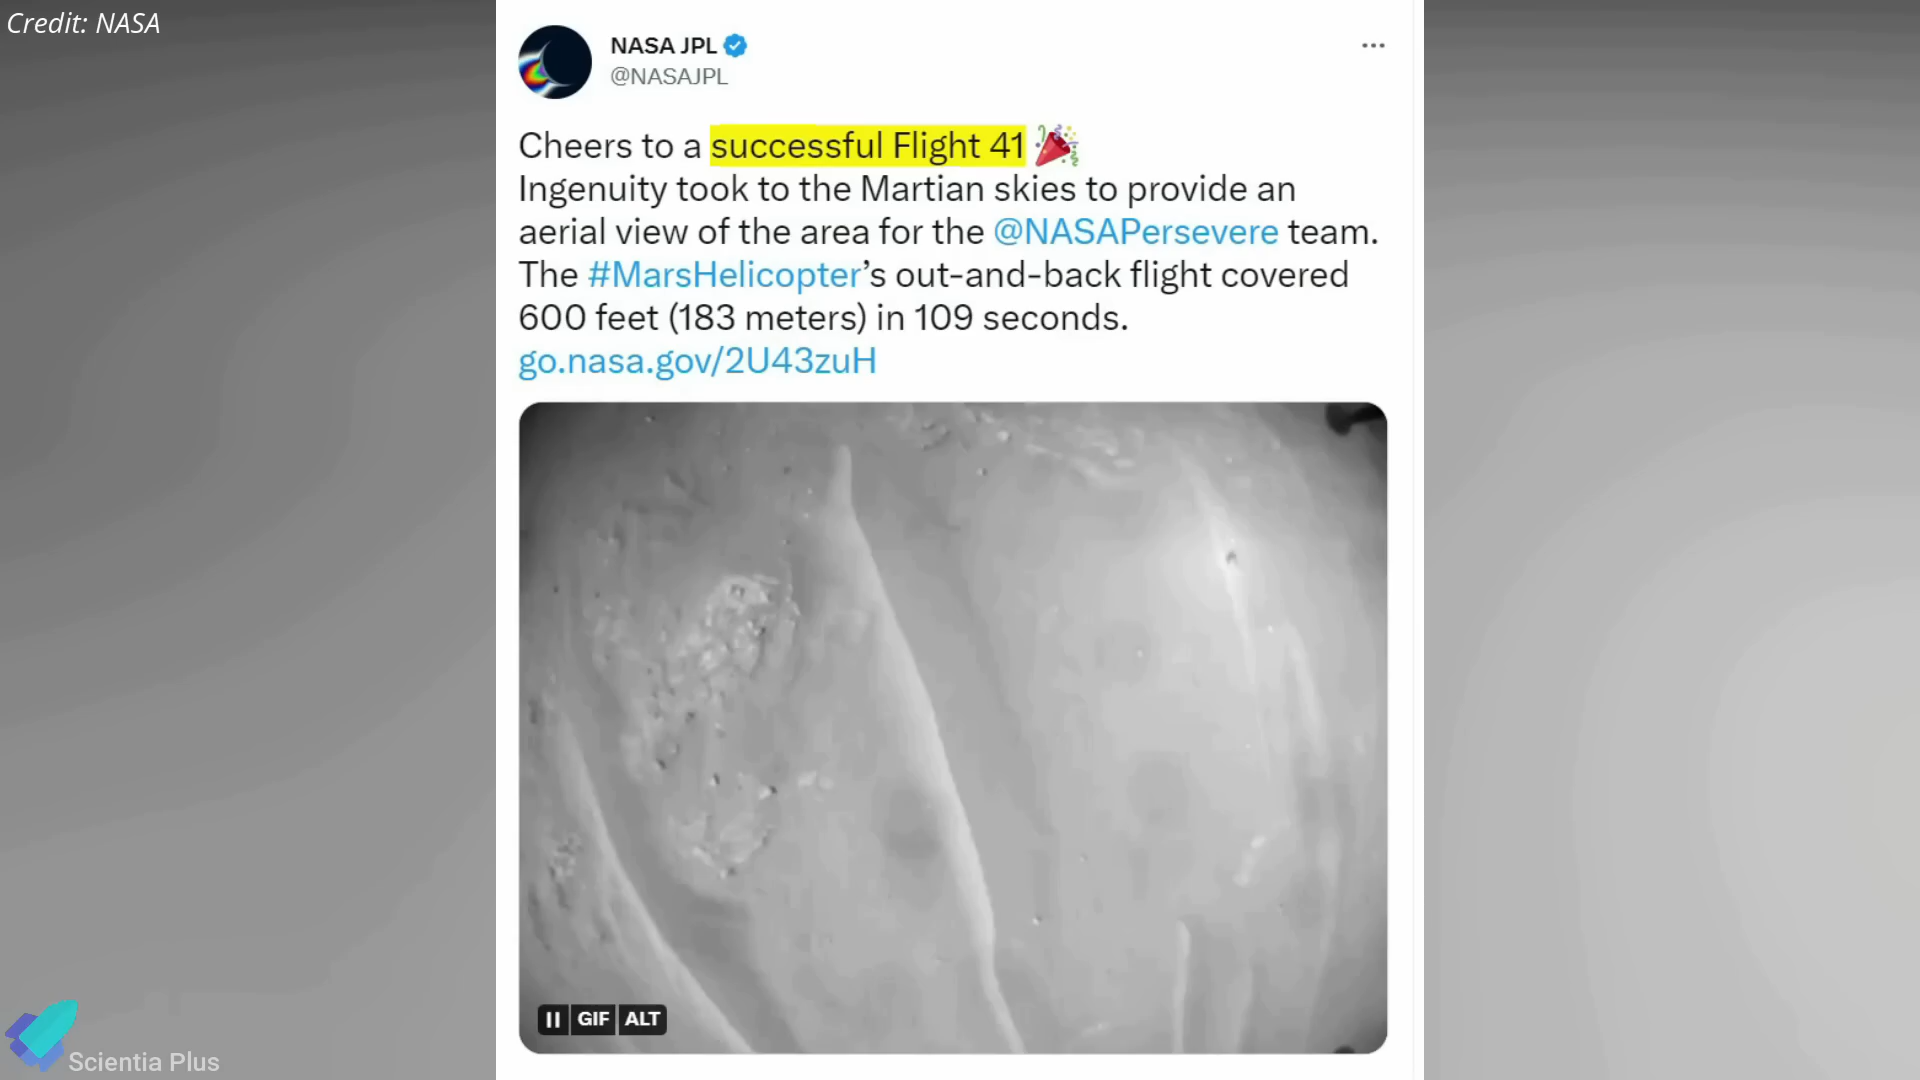 Credit: NASA
NASA JPL
@NASAJPL
Cheers to a successful Flight 41 🎉
Ingenuity took to the Martian skies to provide an
aerial view of the area for the @NASAPersevere team.
The #MarsHelicopter’s out-and-back flight covered
600 feet (183 meters) in 109 seconds.
go.nasa.gov/2U43zuH
GIF ALT
Scientia Plus